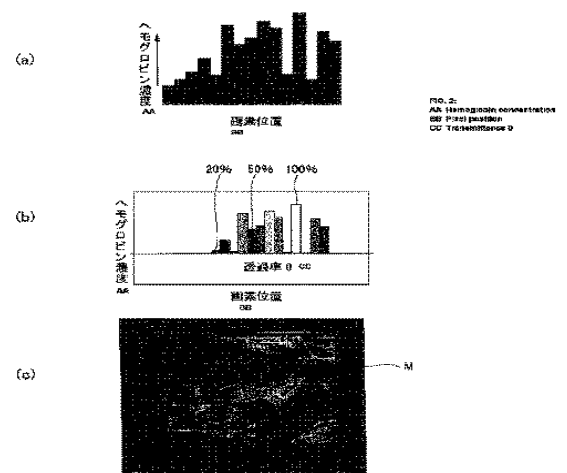 (a)
ヘモグロビン濃度
AA
画素位置
BB
FIG. 2:
AA Hemoglobin concentration
BB Pixel position
CC Transmittance 0
(b)
20% 50% 100%
ヘモグロビン濃度
AA
透過率 0 CC
画素位置
BB
(c)
M